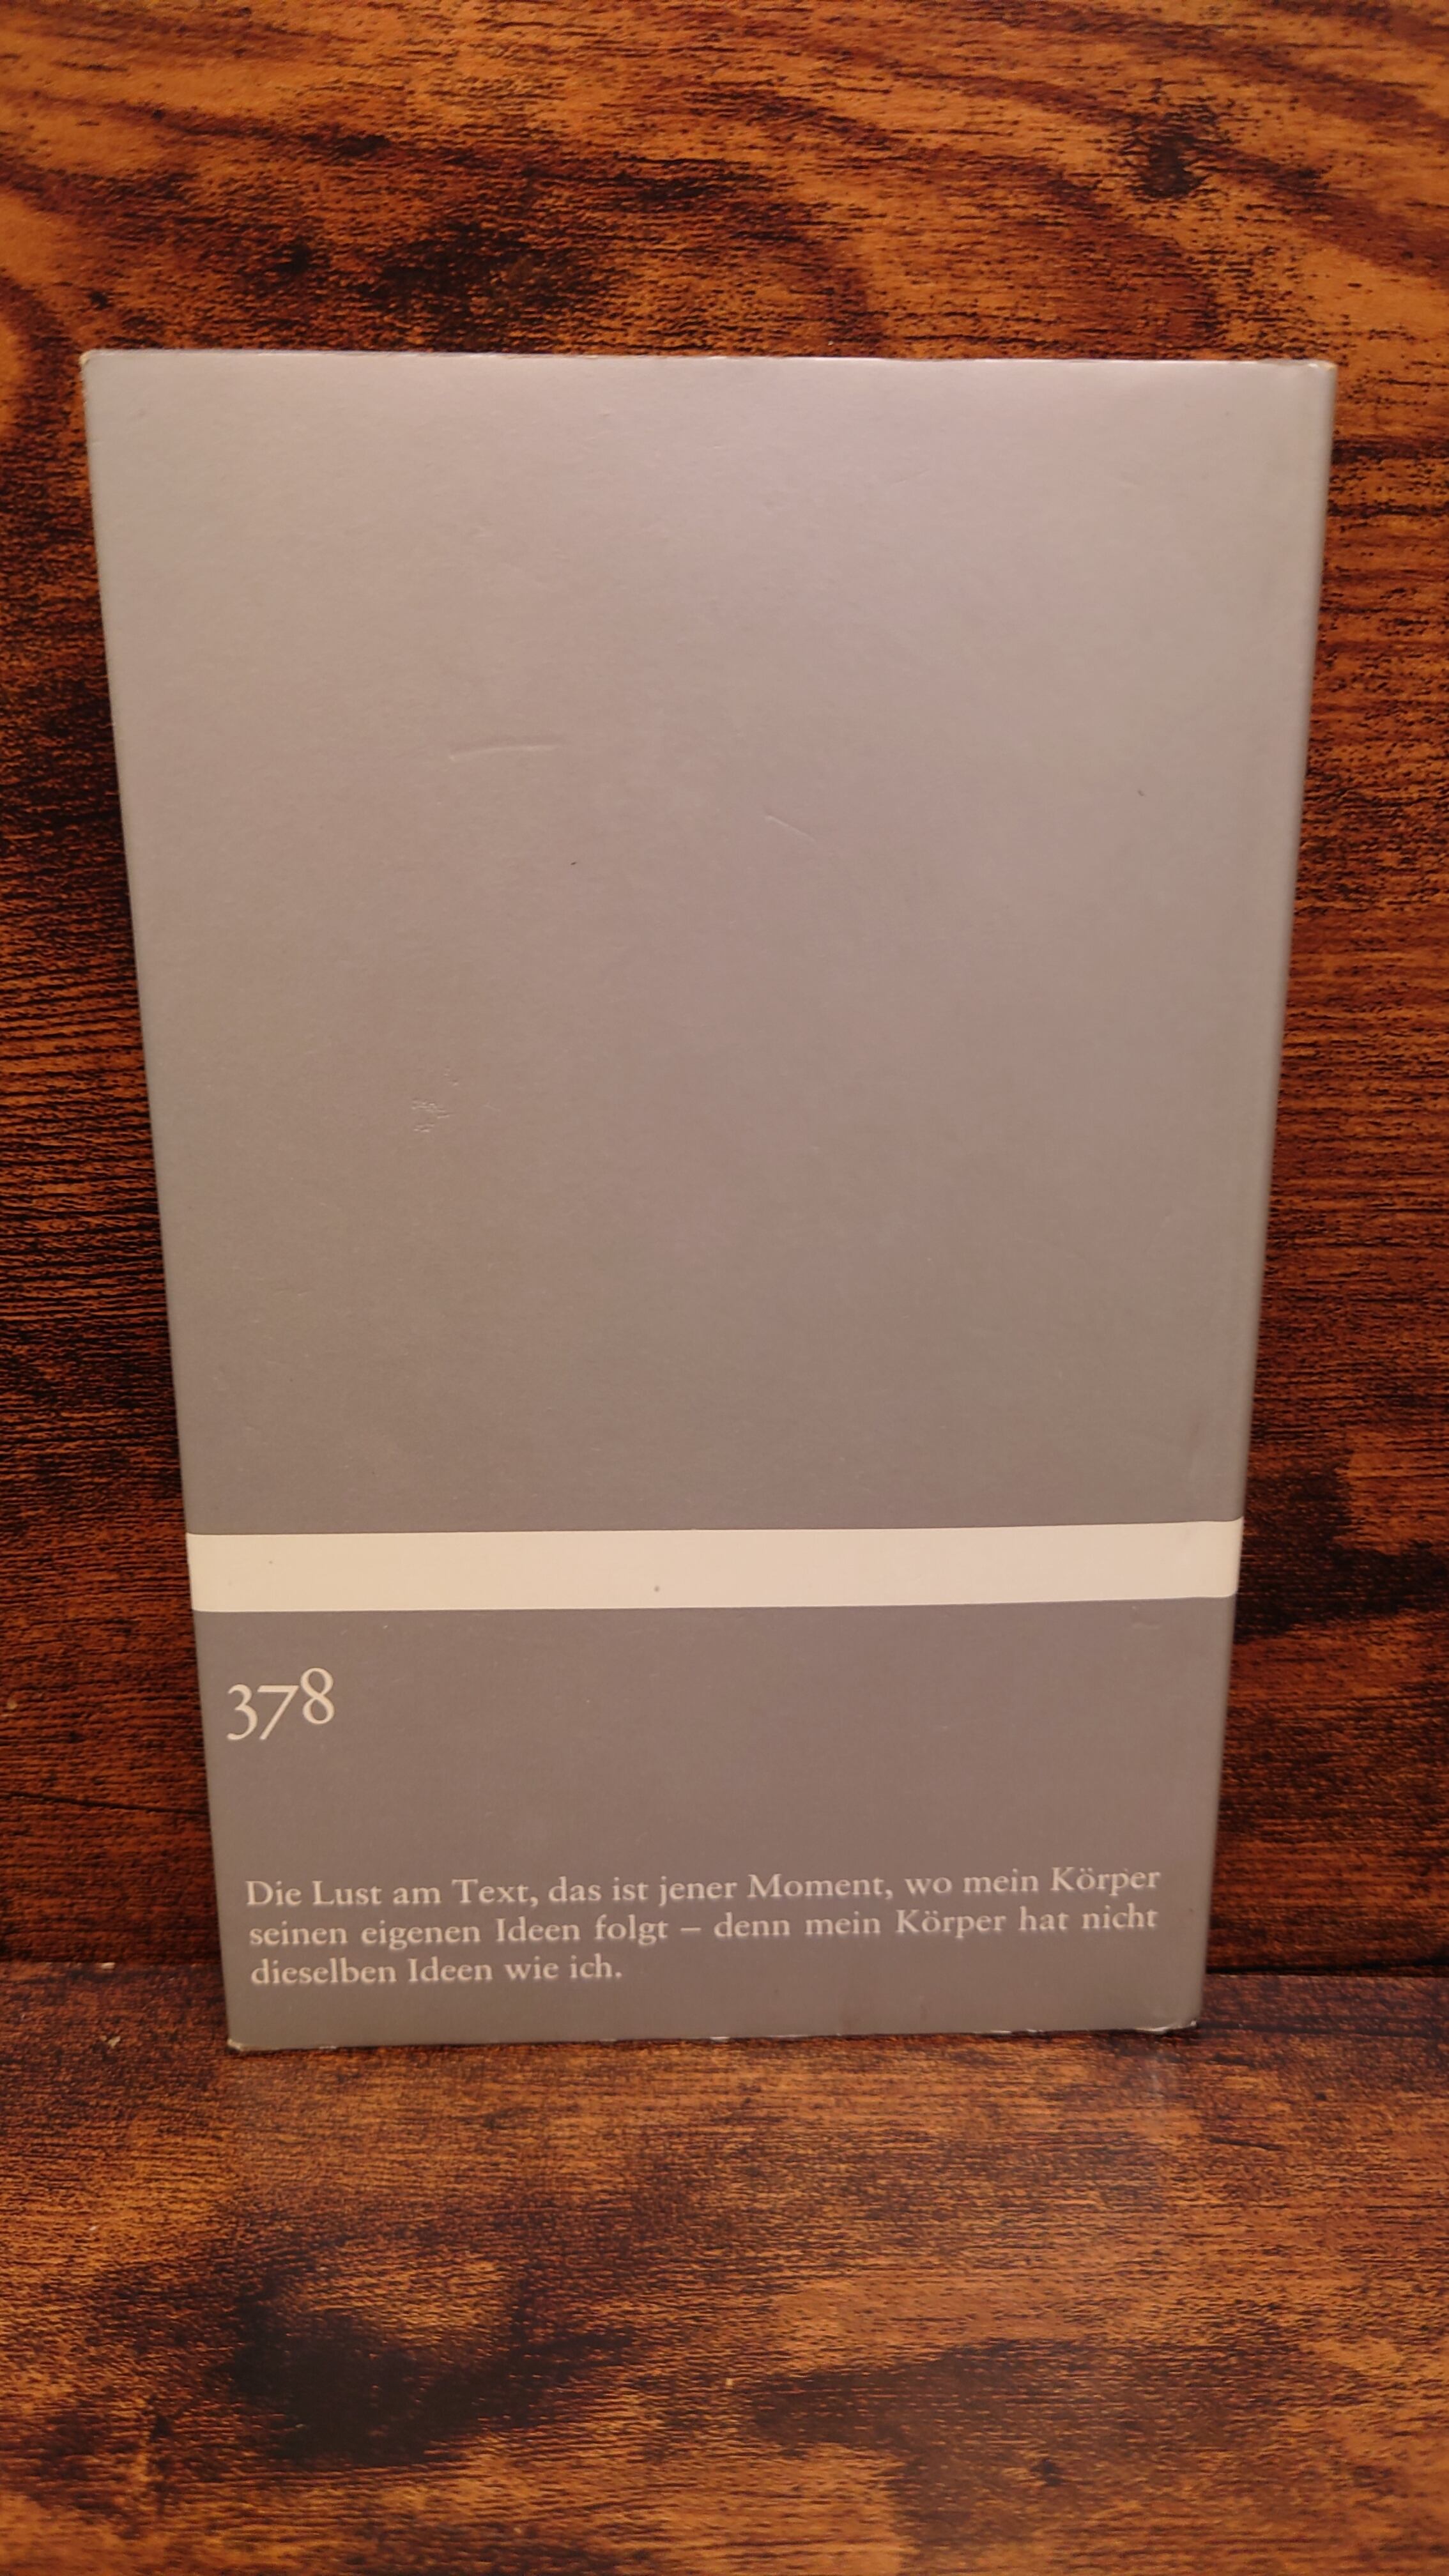 378
Die Lust am Text, das ist jener Moment, wo mein Körper
seinen eigenen Ideen folgt – denn mein Körper hat nicht
dieselben Ideen wie ich.